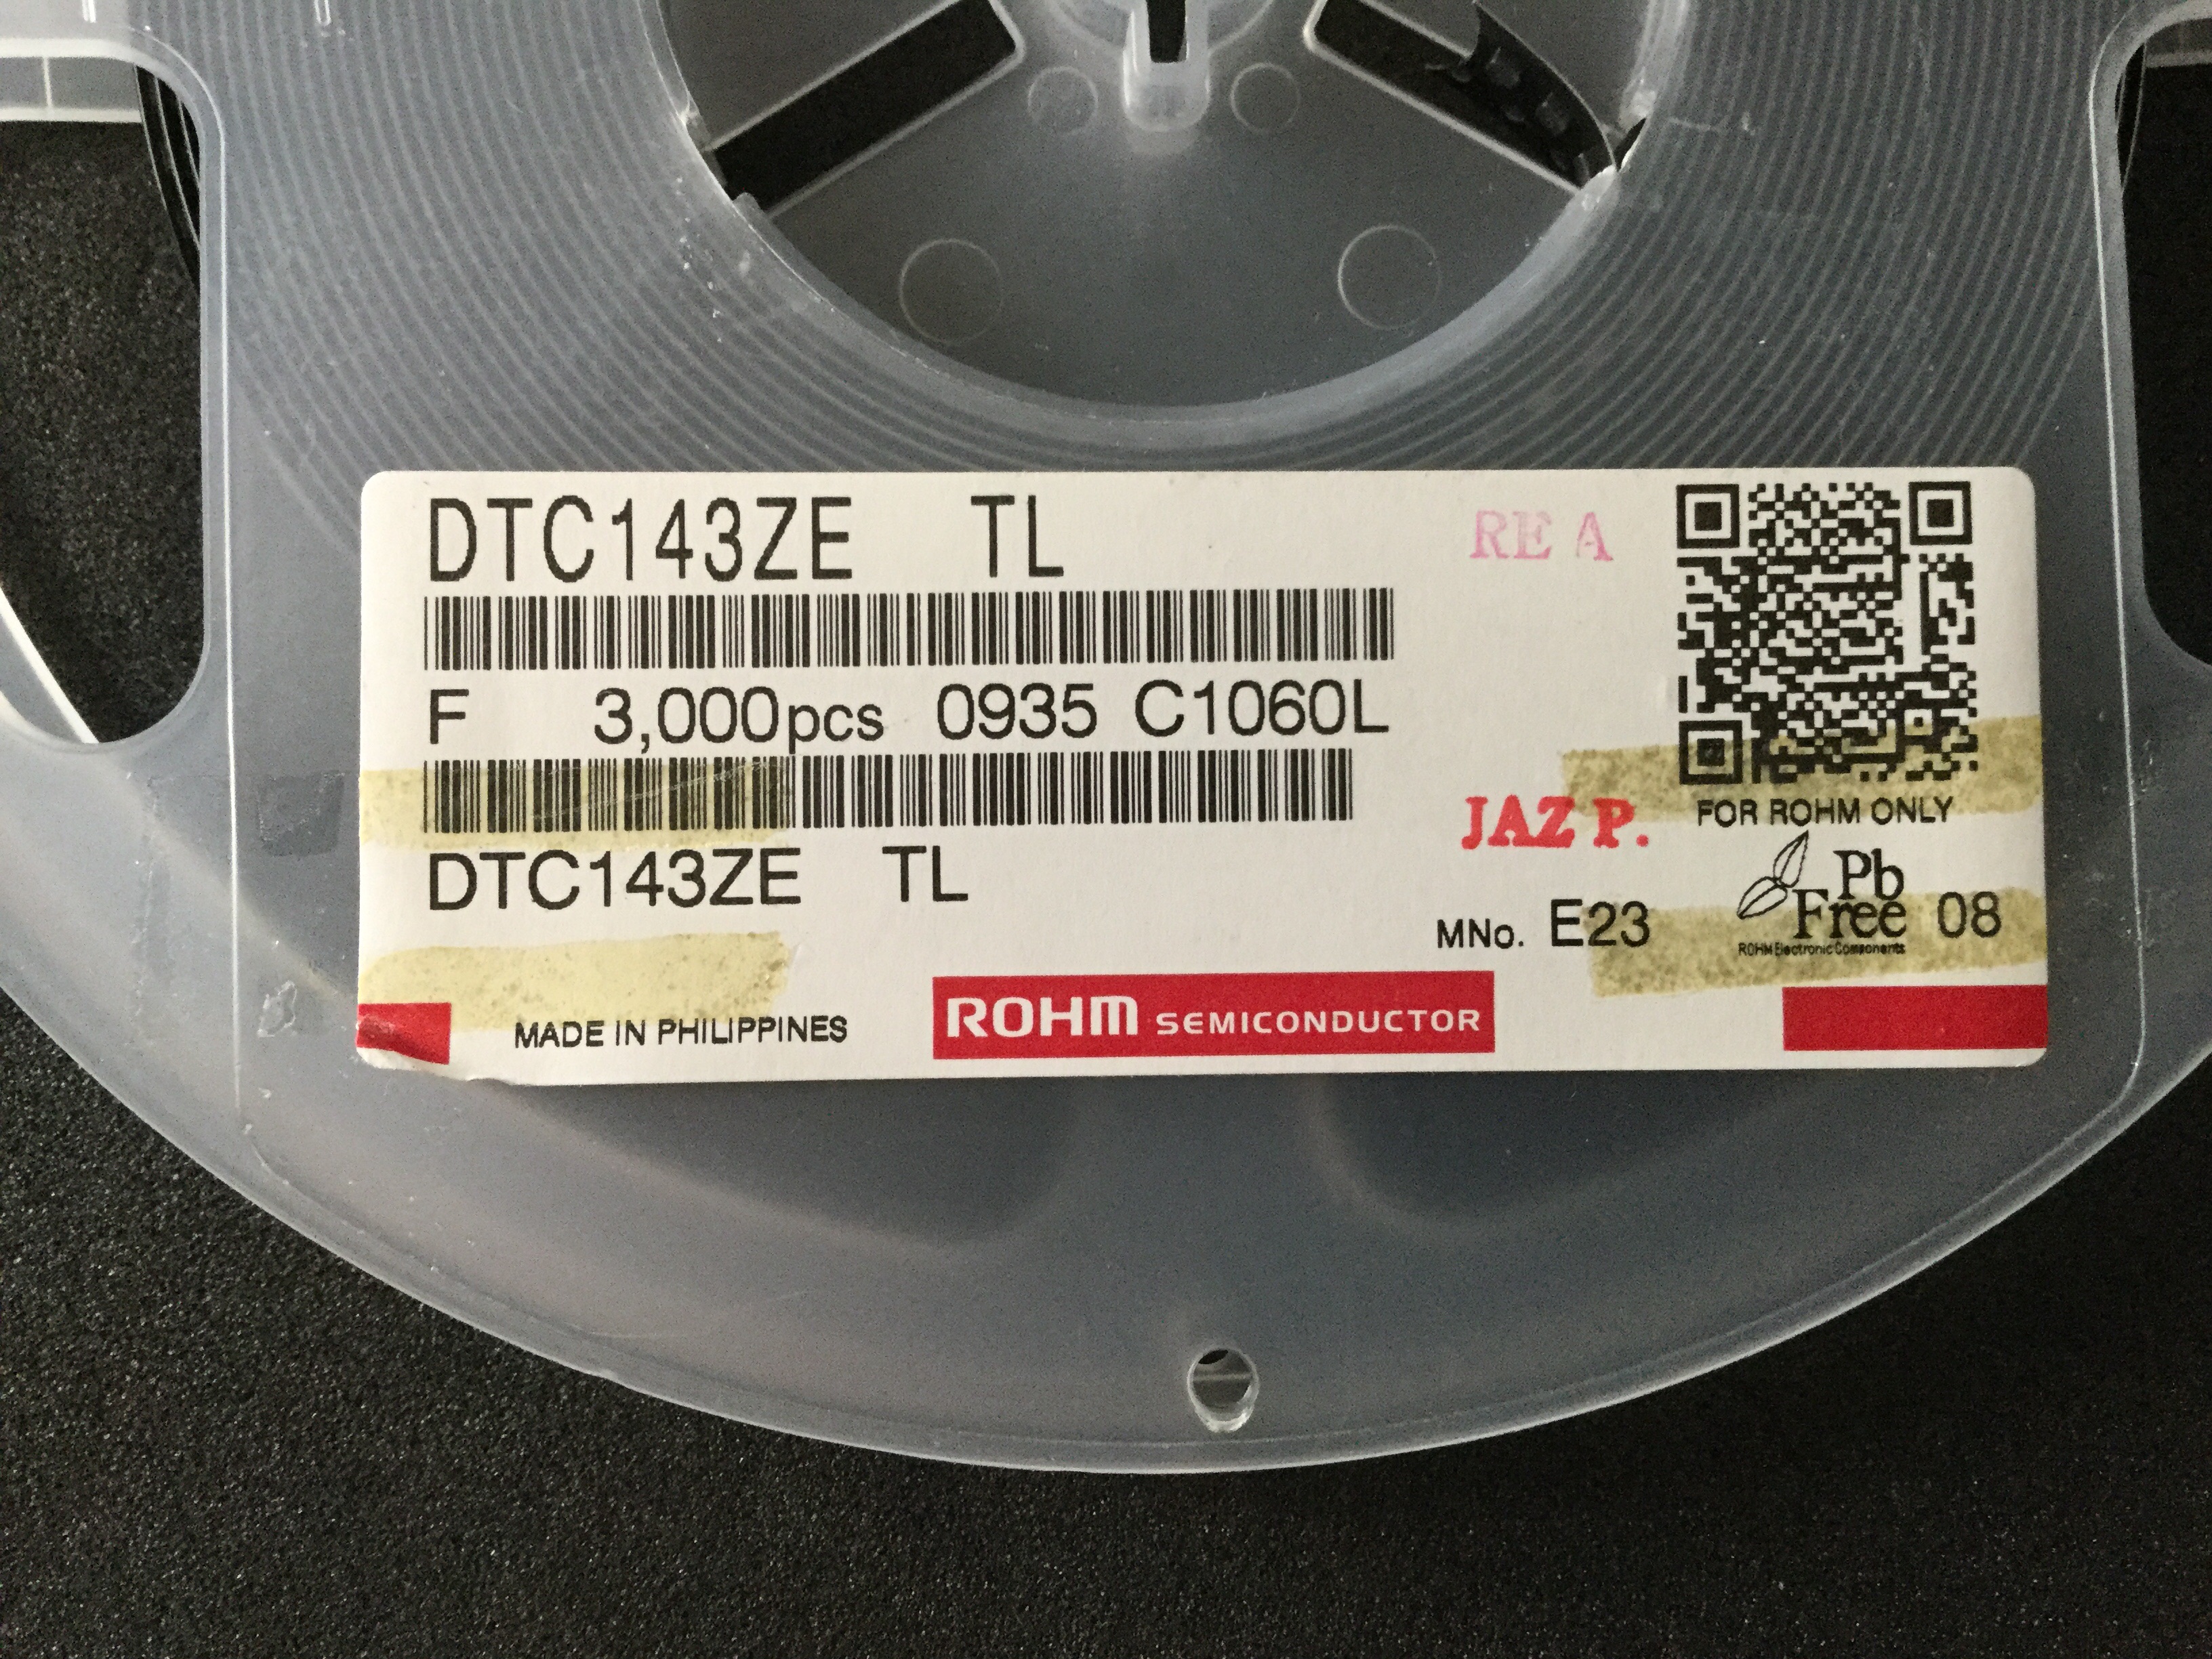 DTC143ZE TL
RE A
F 3,000pcs 0935 C1060L
JAZ P.
FOR ROHM ONLY
DTC143ZE TL
MNo. E23
Pb
Free 08
ROHM Electronic Components
MADE IN PHILIPPINES
ROHM SEMICONDUCTOR